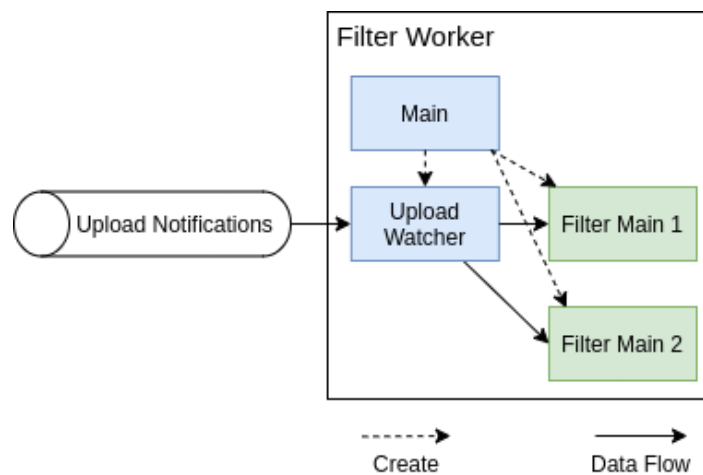 Filter Worker
Main
Upload Notifications
Upload
Watcher
Filter Main 1
Filter Main 2
Create
Data Flow